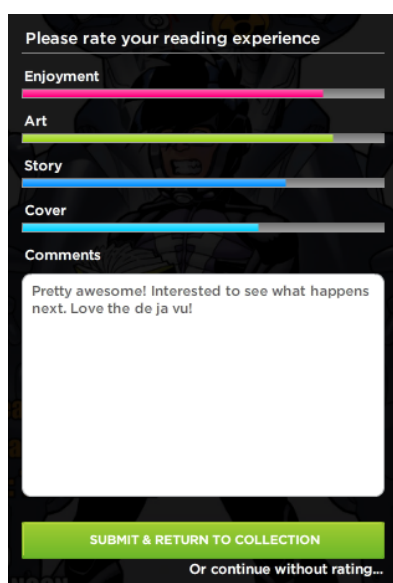 Please rate your reading experience
Enjoyment
Art
Story
Cover
Comments
Pretty awesome! Interested to see what happens
next. Love the de ja vu!
SUBMIT & RETURN TO COLLECTION
Or continue without rating...